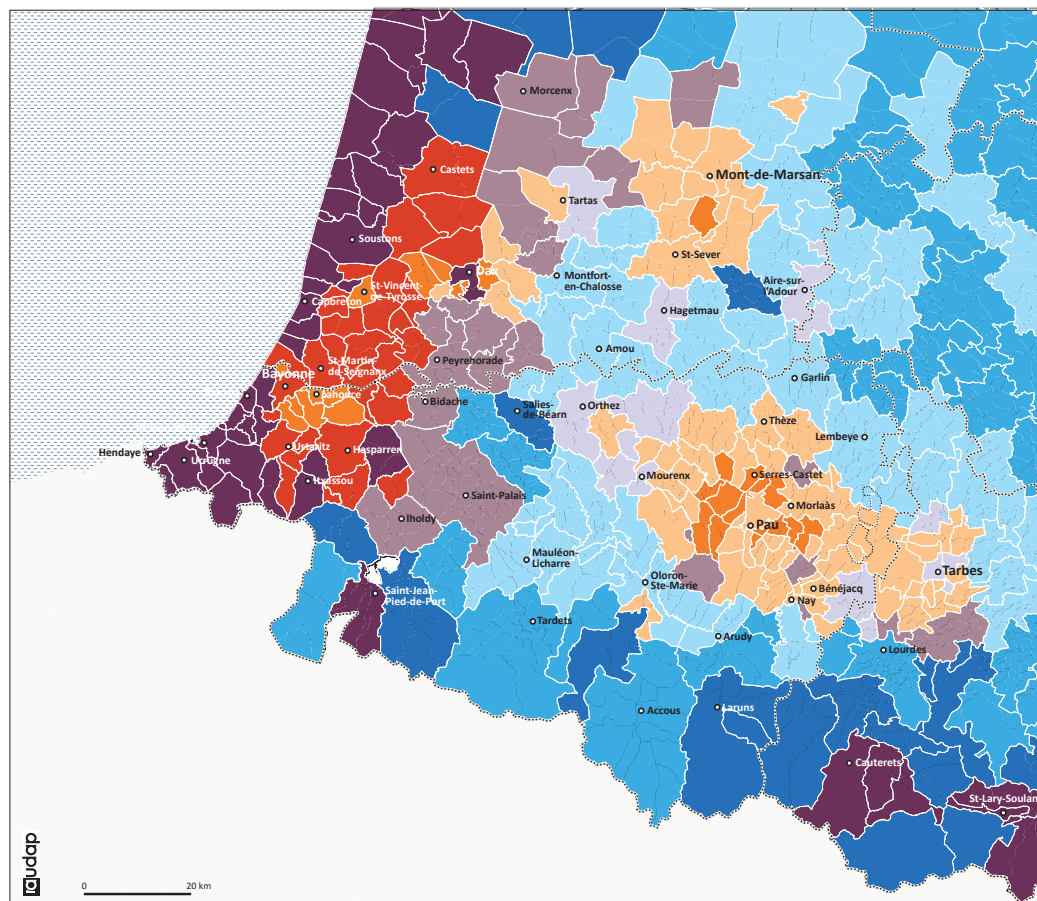 Morcenx
Castets
Mont-de-Marsan
Tartas
Soustons
St-Sever
Dax
Montfort-
en-Chalosse
Aire-sur-
l'Adour
St-Vincent-
de-Tyrosse
Capbreton
Hagetmau
Amou
St-Martin-
de-Seignanx
Peyrehorade
Bayonne
Garlin
Lahonce
Bidache
Salies-
de-Béarn
Orthez
Thèze
Lembeye
Hendaye
Urrugne
Ustaritz
Hasparren
Itxassou
Mourenx
Serres-Castet
Saint-Palais
Morlaàs
Iholdy
Pau
Mauléon-
Licharre
Oloron-
Ste-Marie
Tarbes
Bénéjacq
Nay
Saint-Jean-
Pied-de-Port
Tardets
Arudy
Lourdes
Accous
Laruns
Cauterets
St-Lary-Soulan
audap
0 20 km